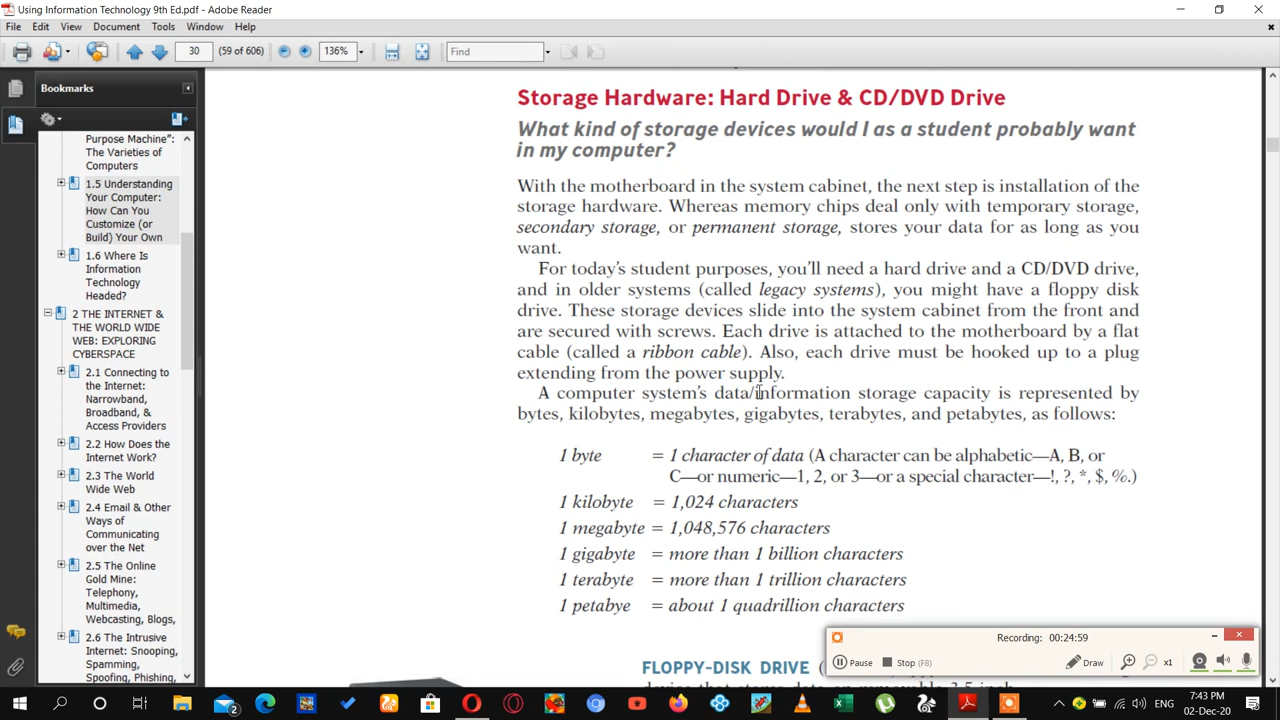 Using Information Technology 9th Ed.pdf - Adobe Reader
File Edit View Document Tools Window Help
30 (59 of 606) 136% Find
Bookmarks
Purpose Machine”:
The Varieties of
Computers
1.5 Understanding
Your Computer:
How Can You
Customize (or
Build) Your Own
1.6 Where Is
Information
Technology
Headed?
2 THE INTERNET &
THE WORLD WIDE
WEB: EXPLORING
CYBERSPACE
2.1 Connecting to
the Internet:
Narrowband,
Broadband, &
Access Providers
2.2 How Does the
Internet Work?
2.3 The World
Wide Web
2.4 Email & Other
Ways of
Communicating
over the Net
2.5 The Online
Gold Mine:
Telephony,
Multimedia,
Webcasting, Blogs,
2.6 The Intrusive
Internet: Snooping,
Spamming,
Spoofing, Phishing,
Storage Hardware: Hard Drive & CD/DVD Drive
What kind of storage devices would I as a student probably want
in my computer?
With the motherboard in the system cabinet, the next step is installation of the
storage hardware. Whereas memory chips deal only with temporary storage,
secondary storage, or permanent storage, stores your data for as long as you
want.
For today’s student purposes, you’ll need a hard drive and a CD/DVD drive,
and in older systems (called legacy systems), you might have a floppy disk
drive. These storage devices slide into the system cabinet from the front and
are secured with screws. Each drive is attached to the motherboard by a flat
cable (called a ribbon cable). Also, each drive must be hooked up to a plug
extending from the power supply.
A computer system’s data/information storage capacity is represented by
bytes, kilobytes, megabytes, gigabytes, terabytes, and petabytes, as follows:
1 byte = 1 character of data (A character can be alphabetic—A, B, or
C—or numeric—1, 2, or 3—or a special character—!, ?, *, $, %.)
1 kilobyte = 1,024 characters
1 megabyte = 1,048,576 characters
1 gigabyte = more than 1 billion characters
1 terabyte = more than 1 trillion characters
1 petabye = about 1 quadrillion characters
FLOPPY-DISK DRIVE
Recording: 00:24:59
Pause Stop (F8) Draw x1
2 ENG 7:43 PM
02-Dec-20